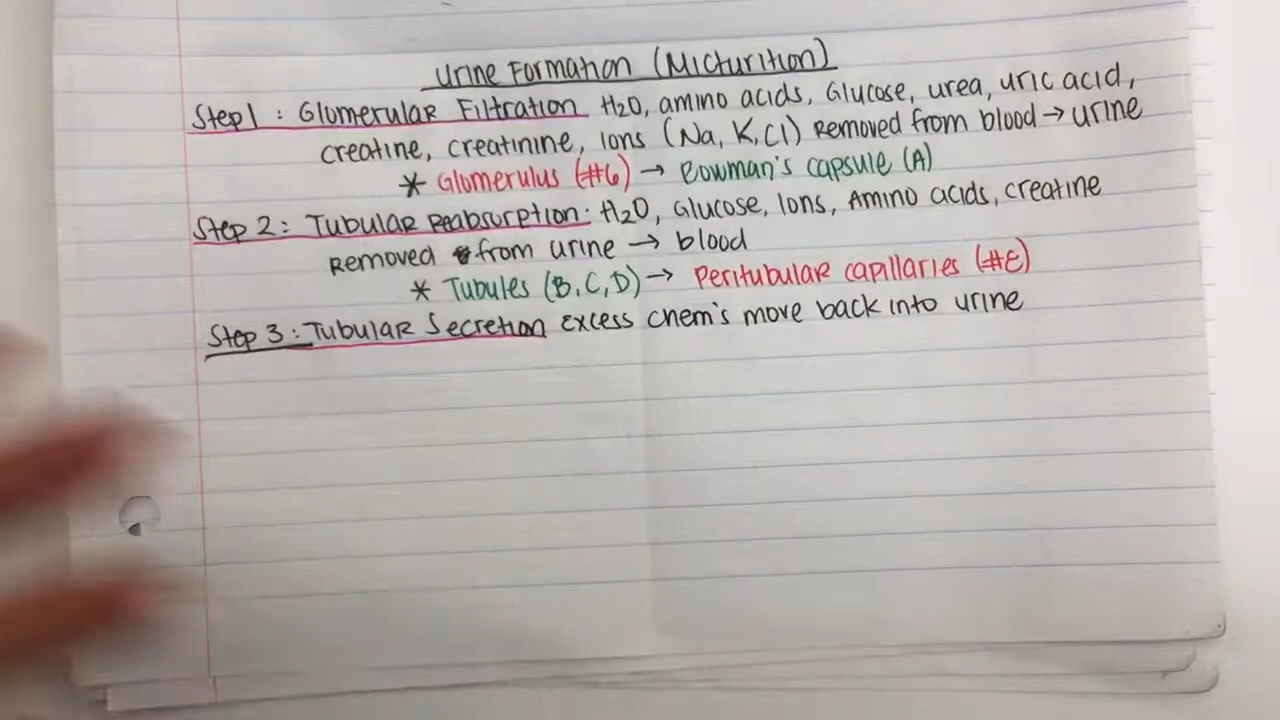 Urine Formation (Micturition)
Step 1: Glomerular Filtration H2O, amino acids, Glucose, urea, uric acid,
creatine, creatinine, Ions (Na, K, Cl) Removed from blood → urine
* Glomerulus (#6) → Bowman's capsule (A)
Step 2: Tubular Reabsorption: H2O, Glucose, Ions, Amino acids, creatine
Removed from urine → blood
* Tubules (B, C, D) → Peritubular capillaries (#E)
Step 3: Tubular Secretion Excess chem's move back into urine